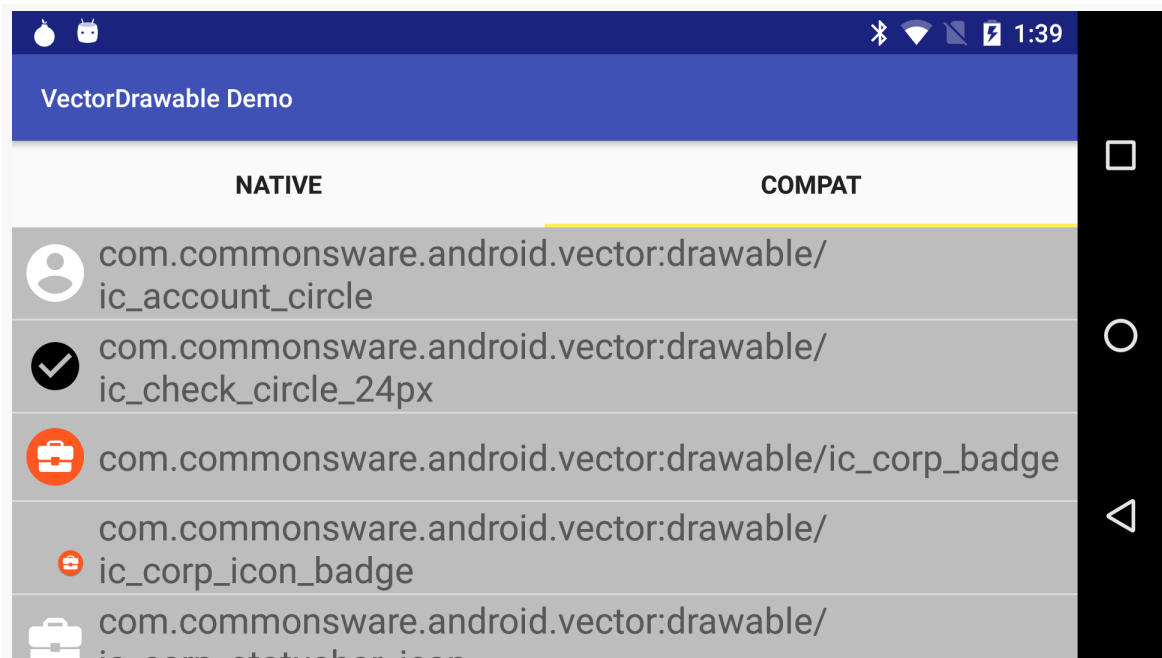 1:39
VectorDrawable Demo
NATIVE
COMPAT
com.commonsware.android.vector:drawable/
ic_account_circle
com.commonsware.android.vector:drawable/
ic_check_circle_24px
com.commonsware.android.vector:drawable/ic_corp_badge
com.commonsware.android.vector:drawable/
ic_corp_icon_badge
com.commonsware.android.vector:drawable/
ic_corp_statusbar_icon